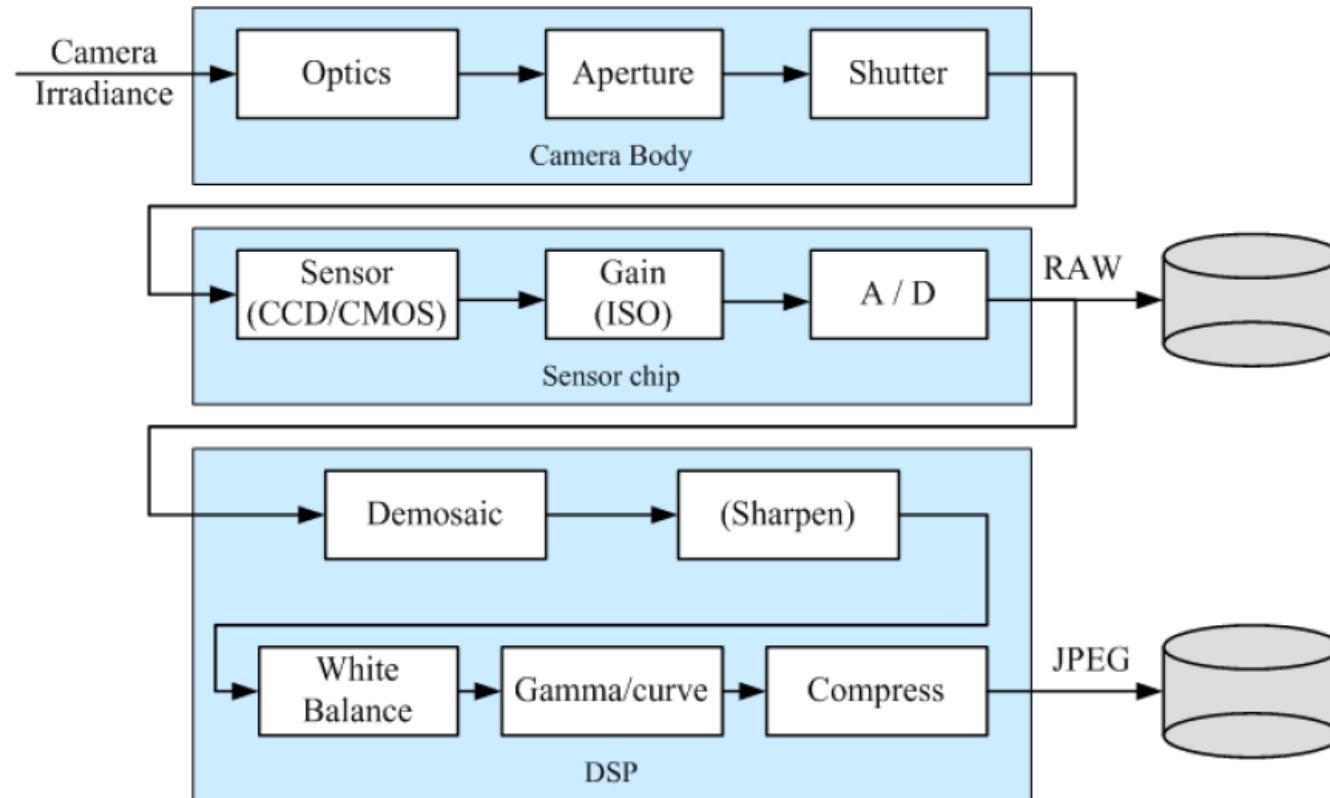 Camera
Irradiance
Optics
Aperture
Shutter
Camera Body
Sensor
(CCD/CMOS)
Gain
(ISO)
A / D
RAW
Sensor chip
Demosaic
(Sharpen)
White
Balance
Gamma/curve
Compress
JPEG
DSP